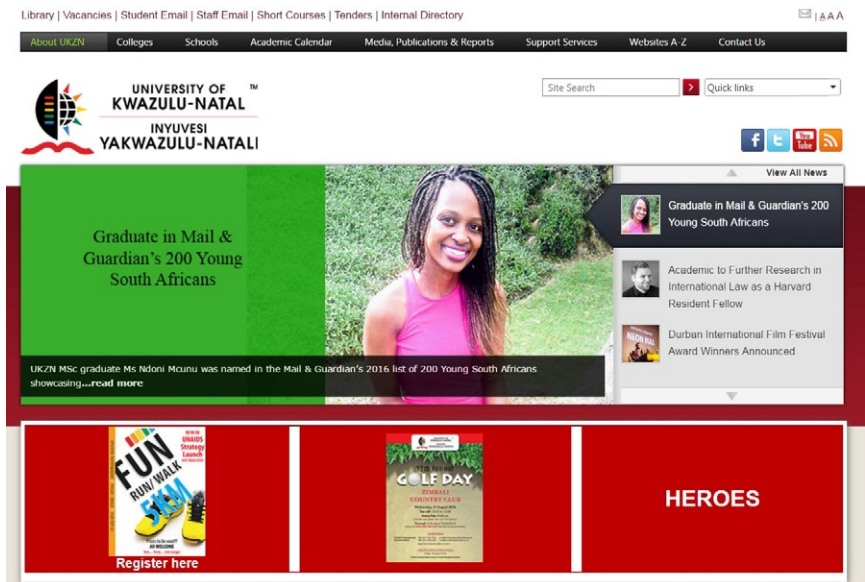 Library | Vacancies | Student Email | Staff Email | Short Courses | Tenders | Internal Directory
| A A A
About UKZN Colleges Schools Academic Calendar Media, Publications & Reports Support Services Websites A-Z Contact Us
UNIVERSITY OF ™
KWAZULU-NATAL
INYUVESI
YAKWAZULU-NATALI
Site Search
Quick links
f t You Tube
View All News
Graduate in Mail &
Guardian's 200 Young
South Africans
UKZN MSc graduate Ms Ndoni Mcunu was named in the Mail & Guardian's 2016 list of 200 Young South Africans
showcasing...read more
Graduate in Mail & Guardian's 200
Young South Africans
Academic to Further Research in
International Law as a Harvard
Resident Fellow
Durban International Film Festival
Award Winners Announced
UNAIDS
Strategy
Launch
FUN
RUN/WALK
5KM
Register here
GOLF DAY
ZIMBALI
COUNTRY CLUB
HEROES